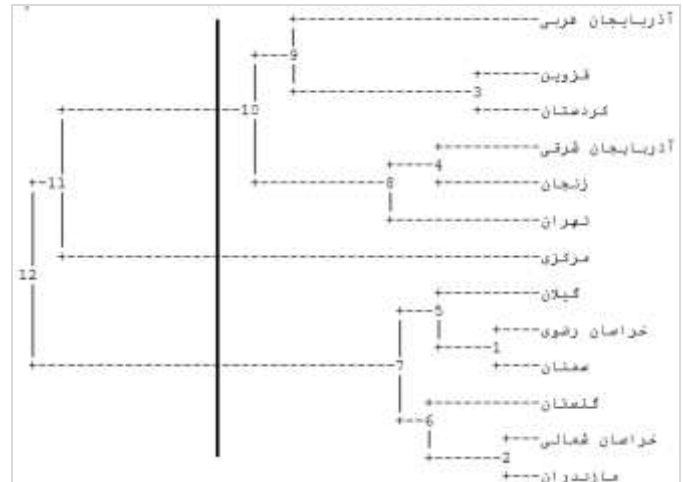 آذربایجان غربی
9
قزوین
3
کردستان
10
آذربایجان شرقی
4
8
زنجان
11
تهران
مرکزی
12
گیلان
5
خراسان رضوی
1
سمنان
7
گلستان
6
خراسان شمالی
2
مازندران